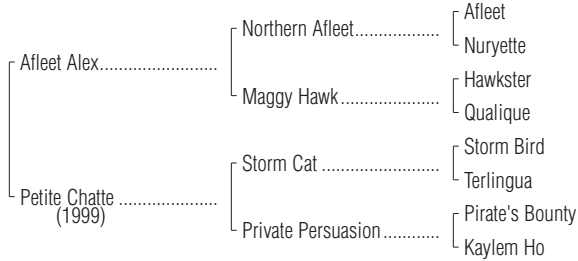 Afleet
Northern Afleet...................
Nuryette
Afleet Alex..........................
Hawkster
Maggy Hawk ......................
Qualique
Storm Bird
Storm Cat ..........................
Terlingua
Petite Chatte ......................
(1999)
Pirate's Bounty
Private Persuasion ............
Kaylem Ho